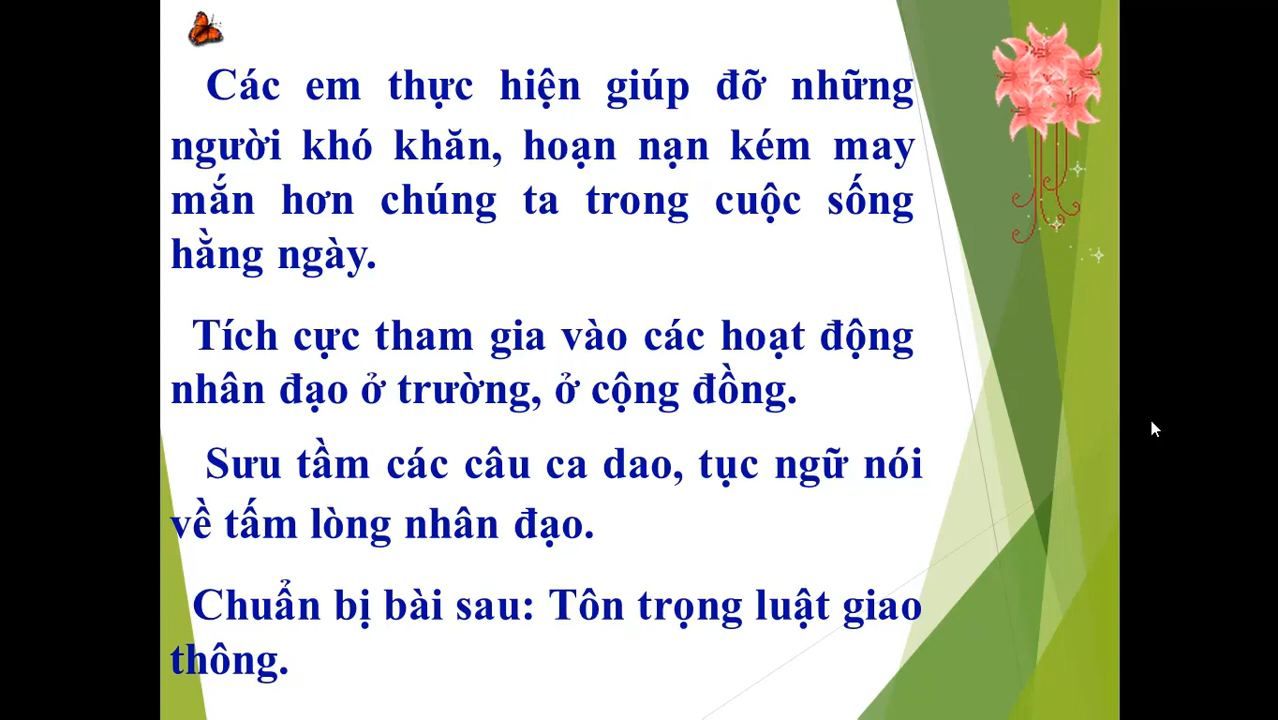 Các em thực hiện giúp đỡ những
người khó khăn, hoạn nạn kém may
mắn hơn chúng ta trong cuộc sống
hằng ngày.
Tích cực tham gia vào các hoạt động
nhân đạo ở trường, ở cộng đồng.
Sưu tầm các câu ca dao, tục ngữ nói
về tấm lòng nhân đạo.
Chuẩn bị bài sau: Tôn trọng luật giao
thông.